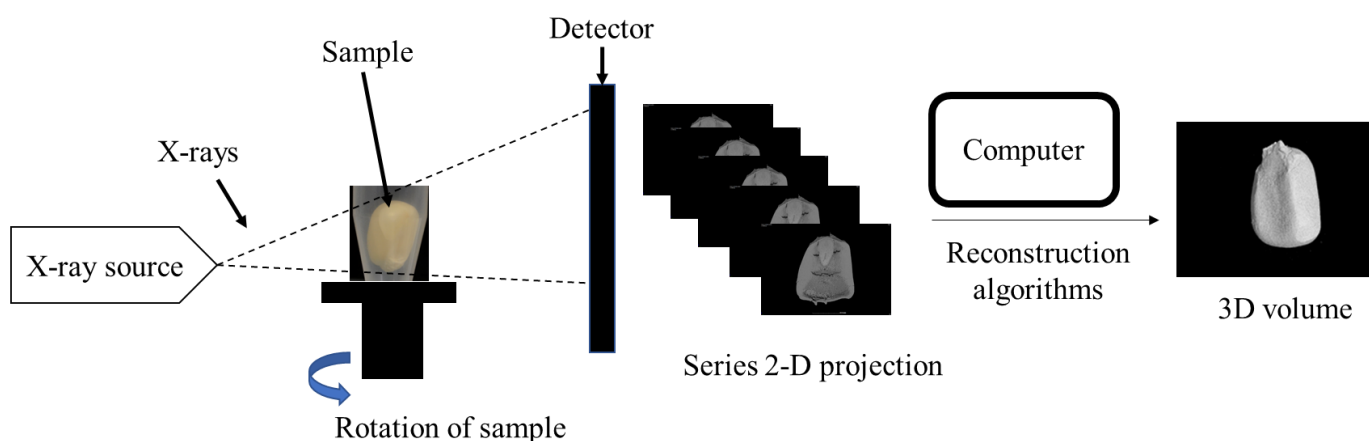 Detector
Sample
X-rays
X-ray source
Computer
Reconstruction
algorithms
3D volume
Series 2-D projection
Rotation of sample